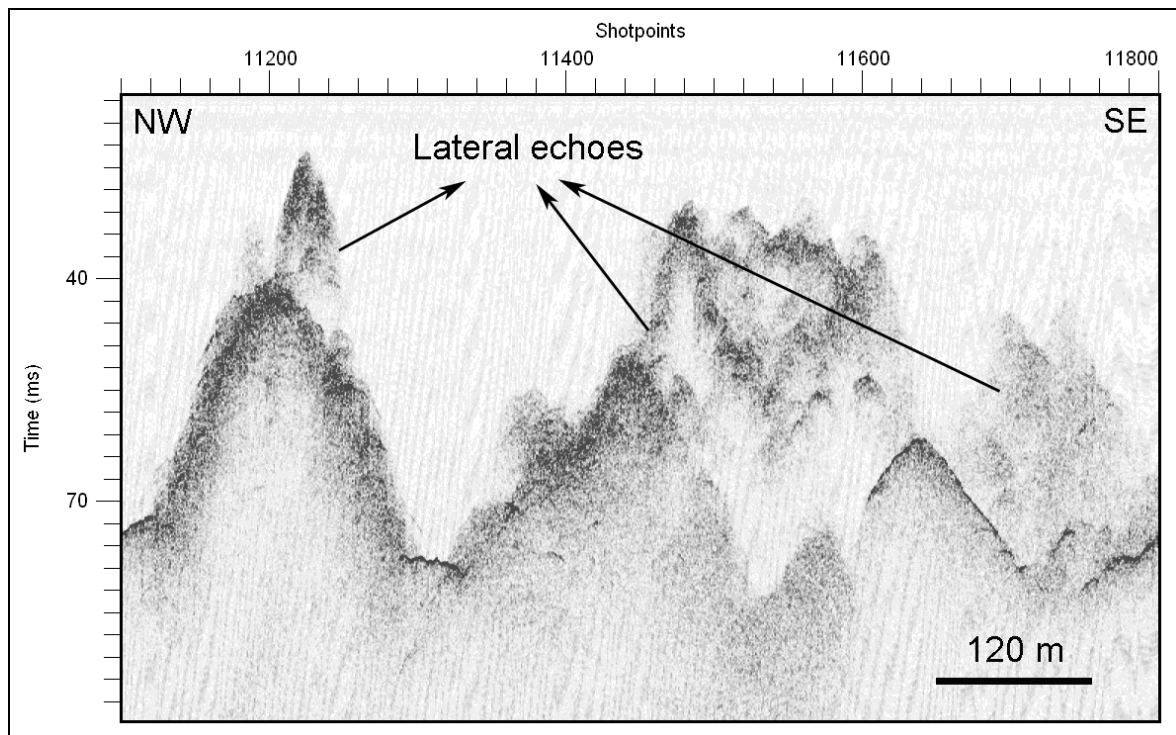 Shotpoints
11200 11400 11600 11800
NW SE
Lateral echoes
40
Time (ms)
70
120 m